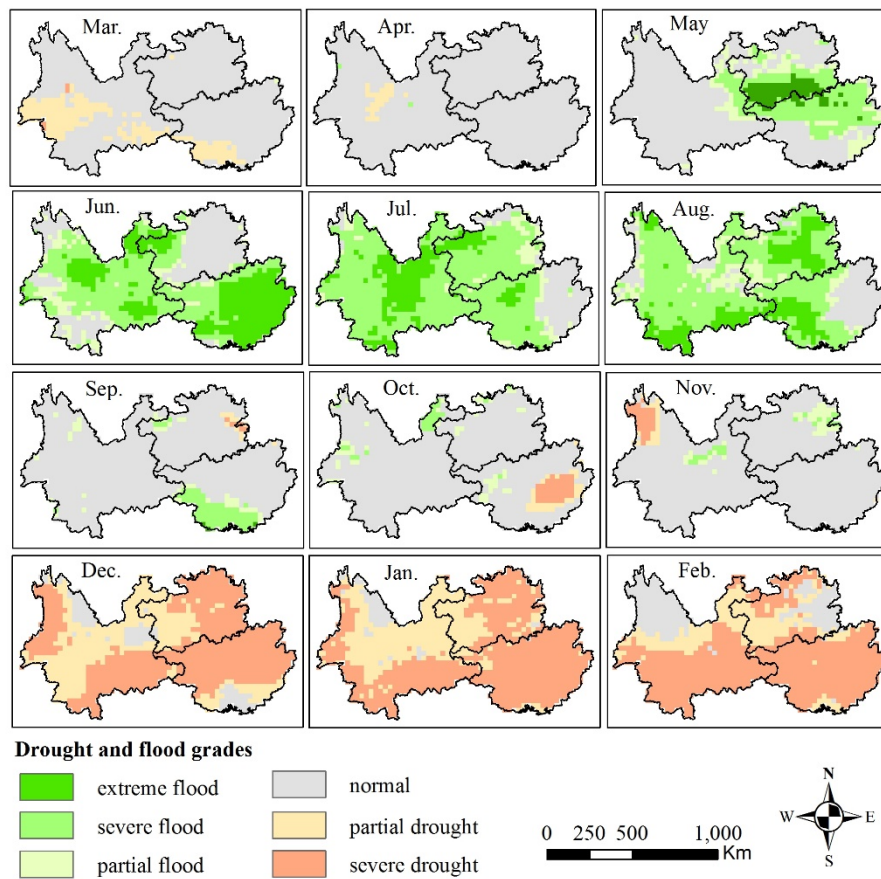 Mar. Apr. May
Jun. Jul. Aug.
Sep. Oct. Nov.
Dec. Jan. Feb.
Drought and flood grades
extreme flood normal
severe flood partial drought
partial flood severe drought
0 250 500 1,000
Km
N
W E
S